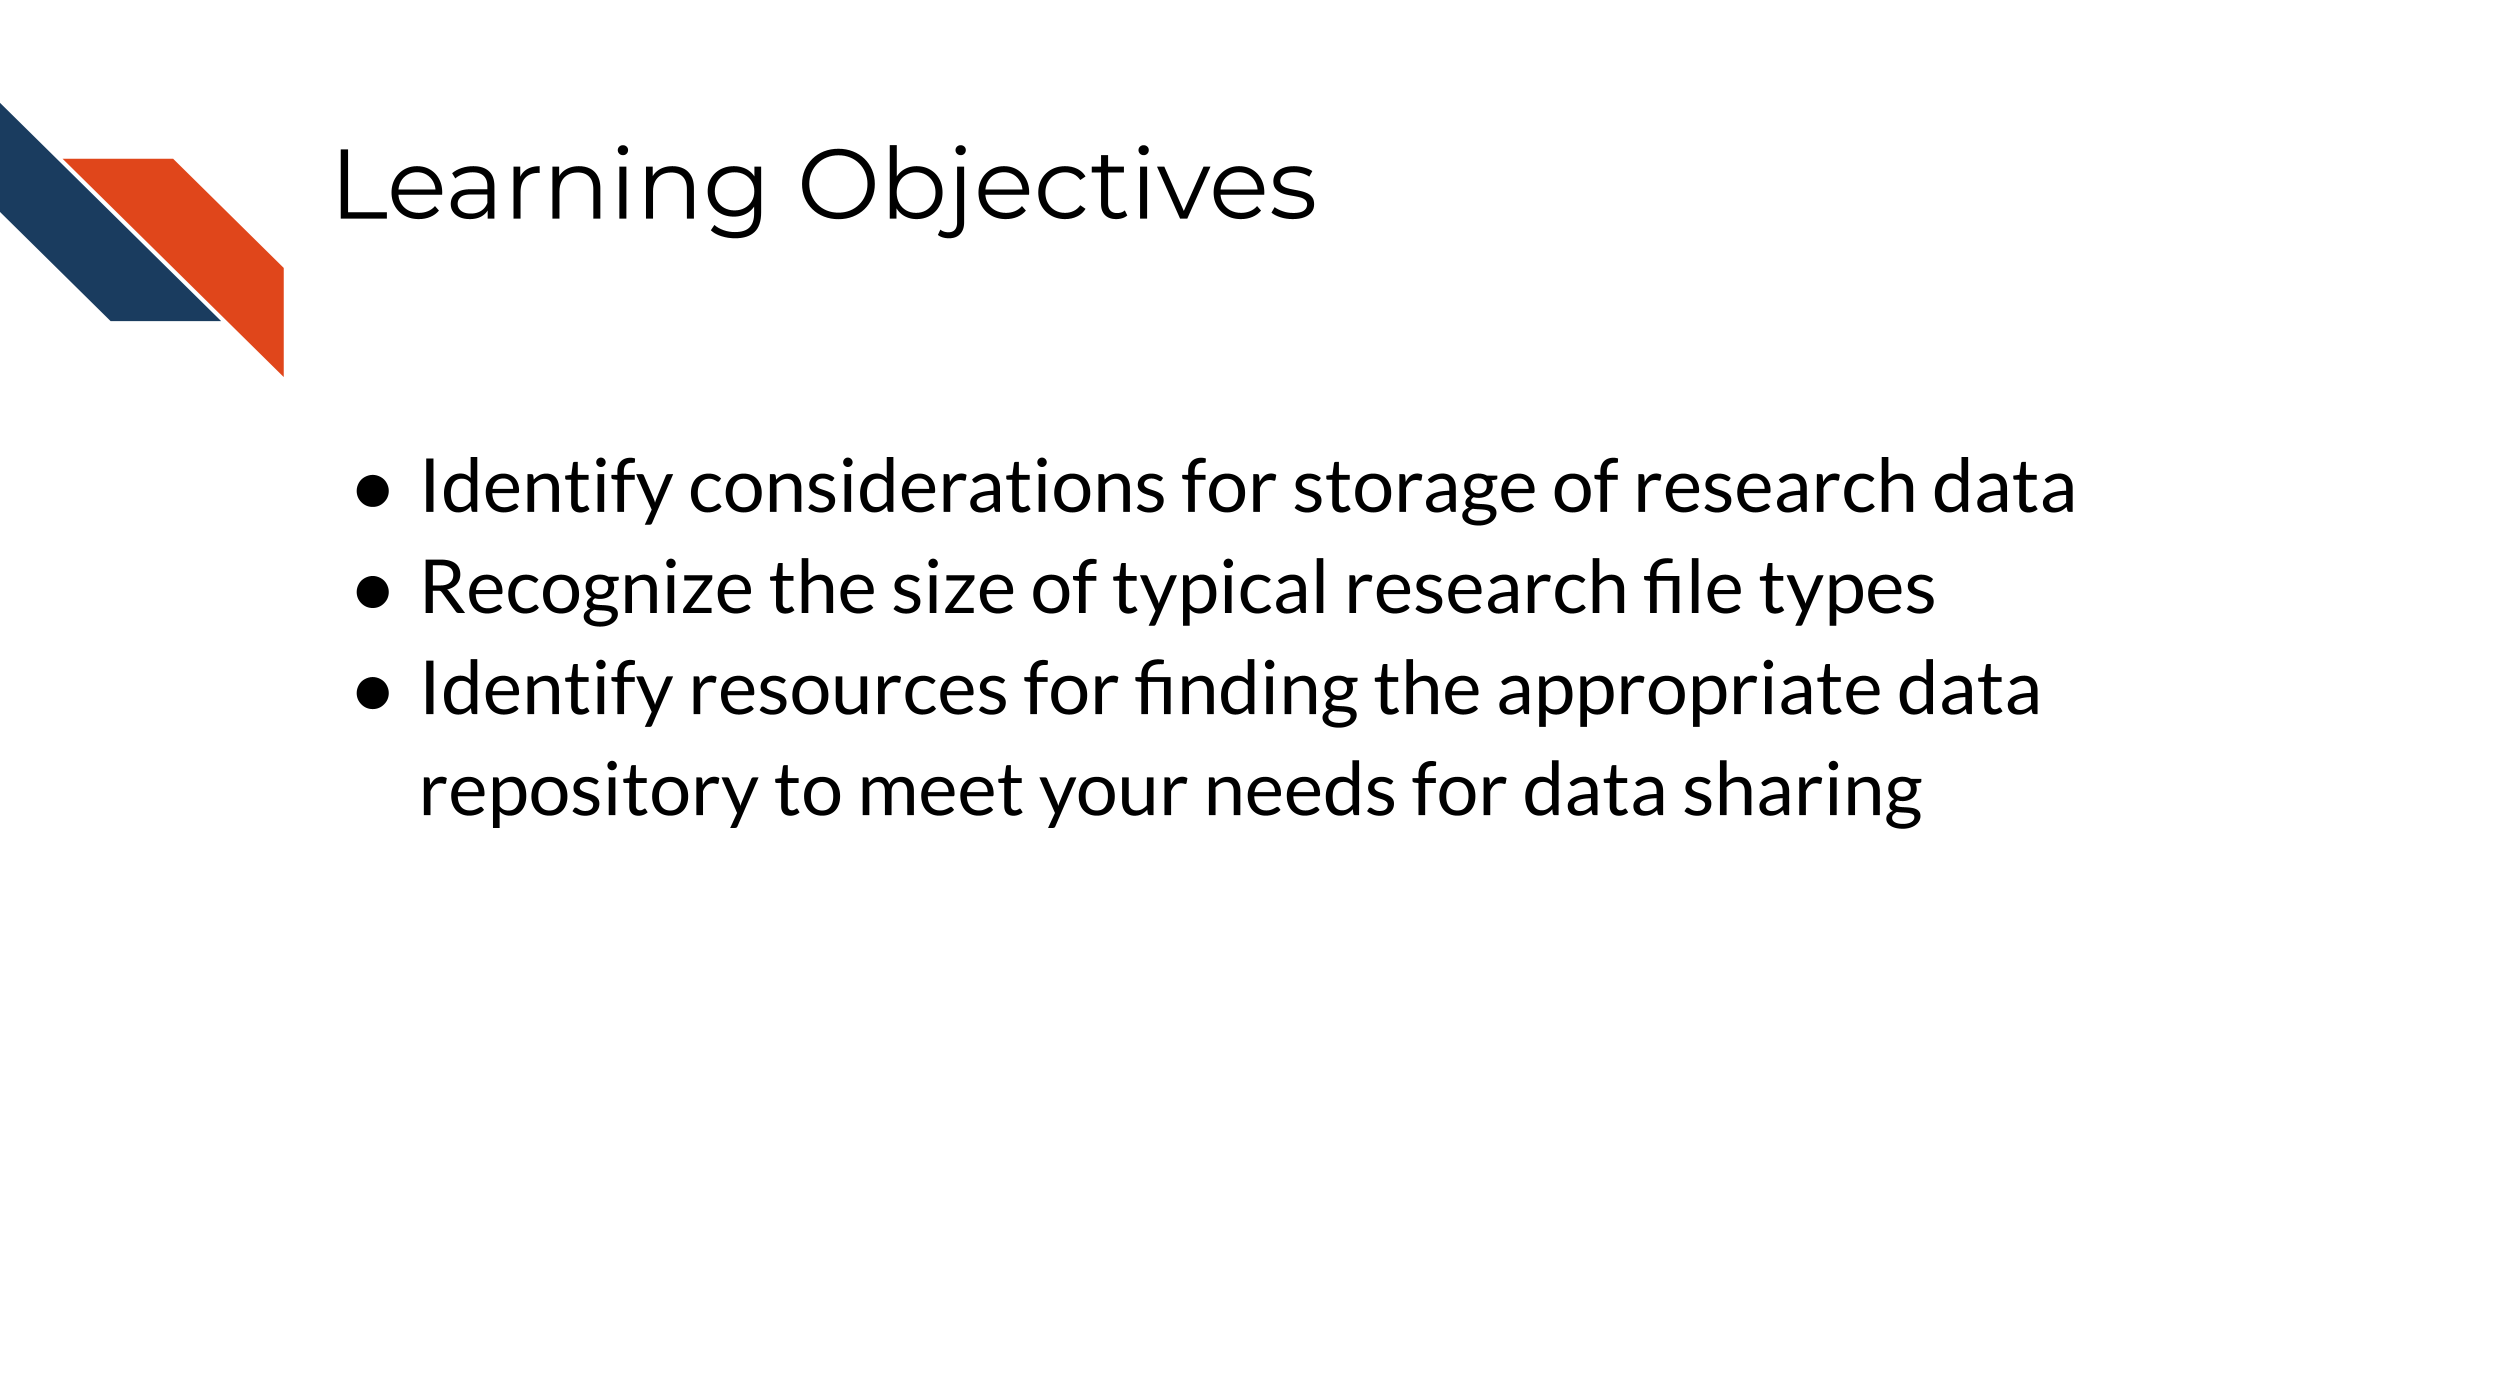 Learning Objectives
● Identify considerations for storage of research data
● Recognize the size of typical research file types
● Identify resources for finding the appropriate data
repository to meet your needs for data sharing